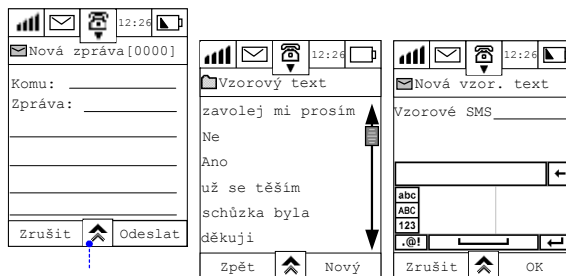 12:26
Nová zpráva[0000]
Komu:
Zpráva:
Zrušit
Odeslat
12:26
Vzorový text
zavolej mi prosím
Ne
Ano
už se těším
schůzka byla
děkuji
Zpět
Nový
12:26
Nová vzor. text
Vzorové SMS
abc
ABC
123
.@!
Zrušit
OK